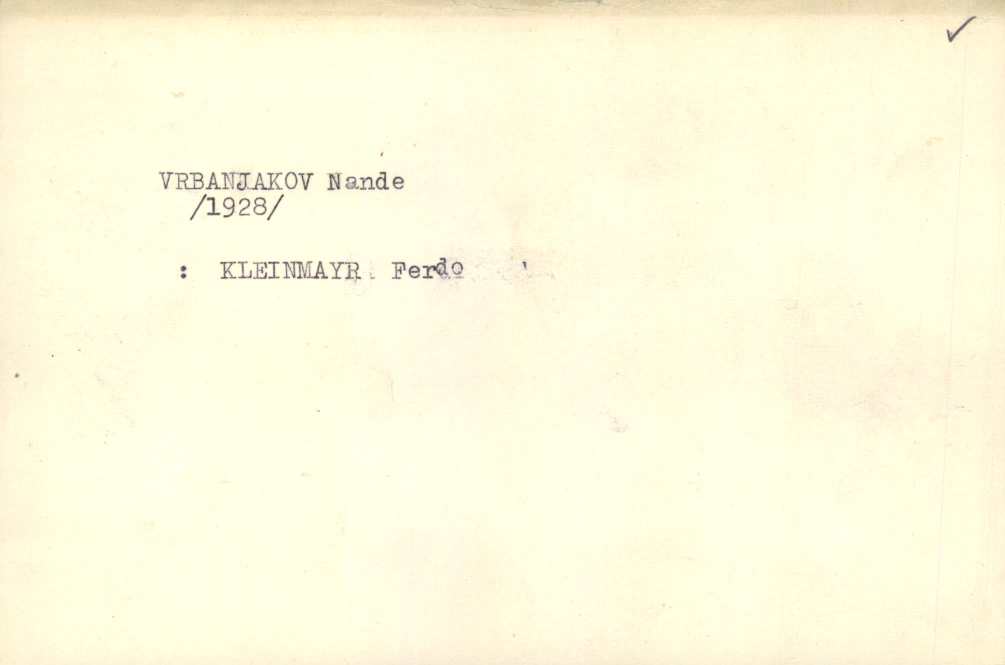 VRBANJAKOV Nande
/1928/
: KLEINMAYR Ferdo